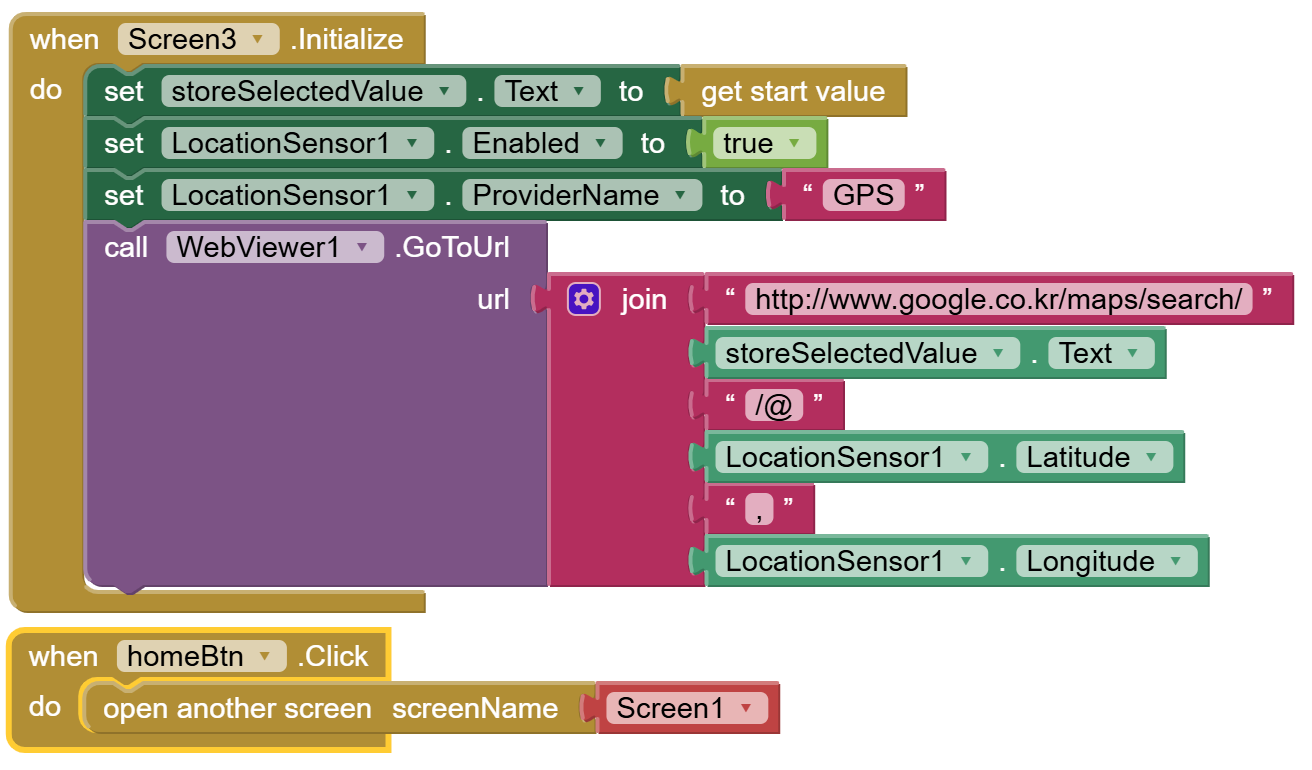 when Screen3 .Initialize
do set storeSelectedValue . Text to get start value
set LocationSensor1 . Enabled to true
set LocationSensor1 . ProviderName to “ GPS ”
call WebViewer1 .GoToUrl
url join “ http://www.google.co.kr/maps/search/ ”
storeSelectedValue . Text
“ /@ ”
LocationSensor1 . Latitude
“ , ”
LocationSensor1 . Longitude
when homeBtn .Click
do open another screen screenName Screen1